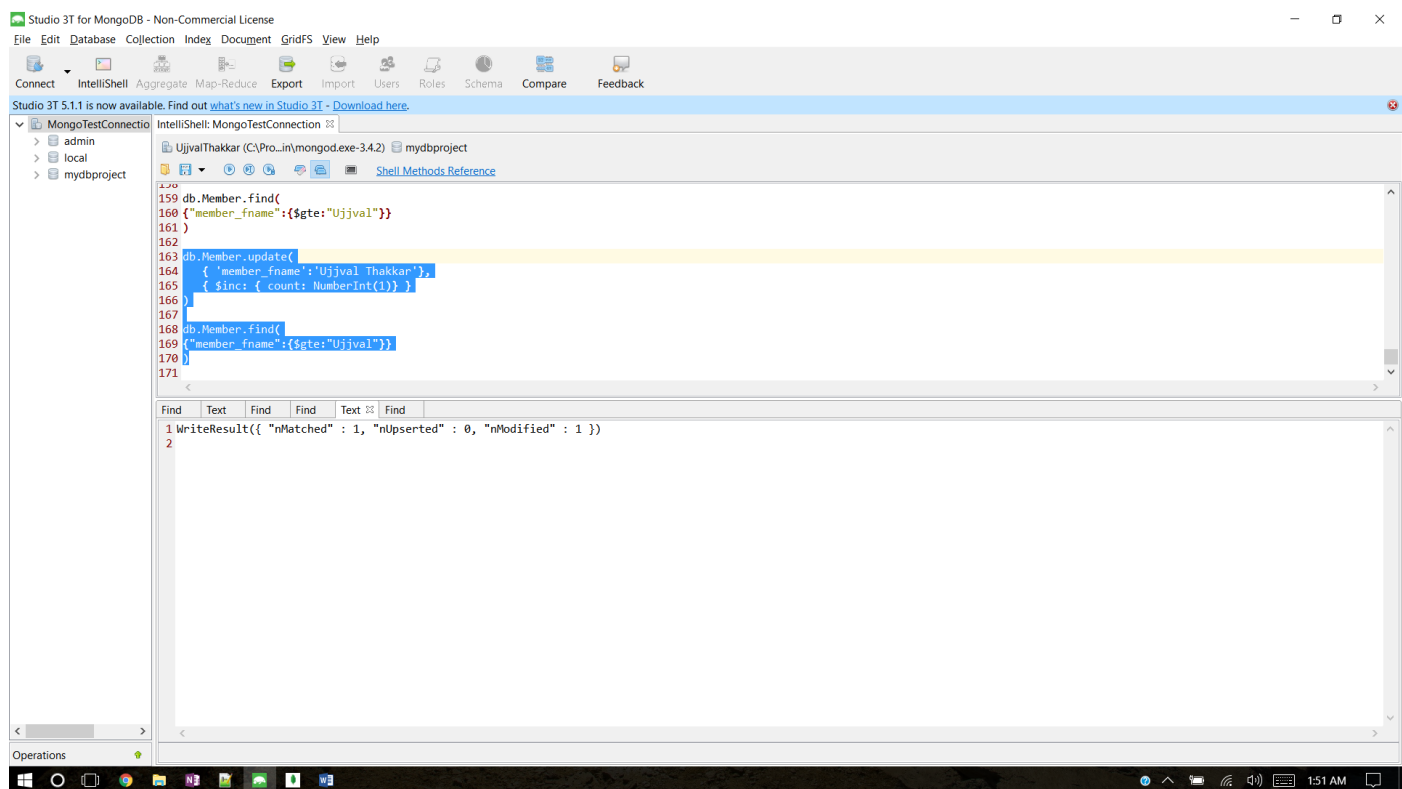 Studio 3T for MongoDB - Non-Commercial License
File Edit Database Collection Index Document GridFS View Help
Connect IntelliShell Aggregate Map-Reduce Export Import Users Roles Schema Compare Feedback
Studio 3T 5.1.1 is now available. Find out what's new in Studio 3T - Download here.
MongoTestConnectio
admin
local
mydbproject
IntelliShell: MongoTestConnection
UjjvalThakkar (C:\Pro...in\mongod.exe-3.4.2) mydbproject
Shell Methods Reference
158
159 db.Member.find(
160 {"member_fname":{$gte:"Ujjval"}}
161 )
162
163 db.Member.update(
164 { 'member_fname':'Ujjval Thakkar'},
165 { $inc: { count: NumberInt(1)} }
166 )
167
168 db.Member.find(
169 {"member_fname":{$gte:"Ujjval"}}
170 )
171
Find Text Find Find Text Find
1 WriteResult({ "nMatched" : 1, "nUpserted" : 0, "nModified" : 1 })
2
Operations
1:51 AM